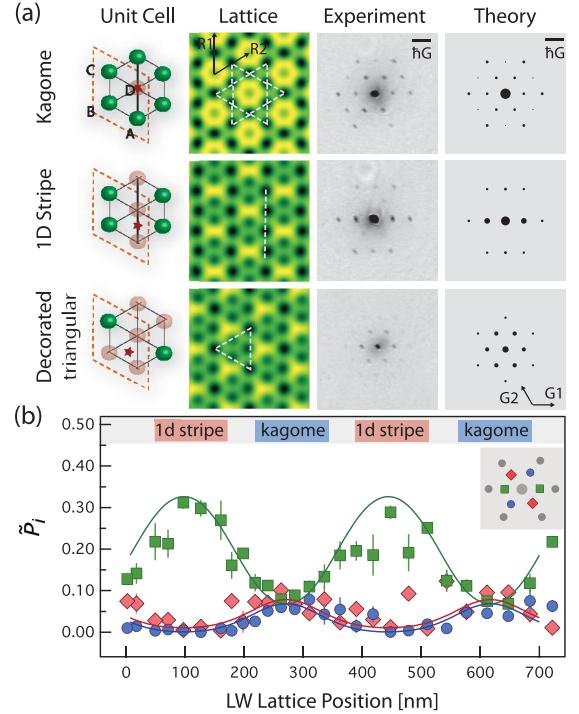 (a)
Unit Cell Lattice Experiment Theory
Kagome
C
D
B
A
R1
R2
ħG
ħG
1D Stripe
Decorated
triangular
G2
G1
(b)
1d stripe kagome 1d stripe kagome
0.50
0.40
0.30
0.20
0.10
0.00
P̃i
0 100 200 300 400 500 600 700
LW Lattice Position [nm]